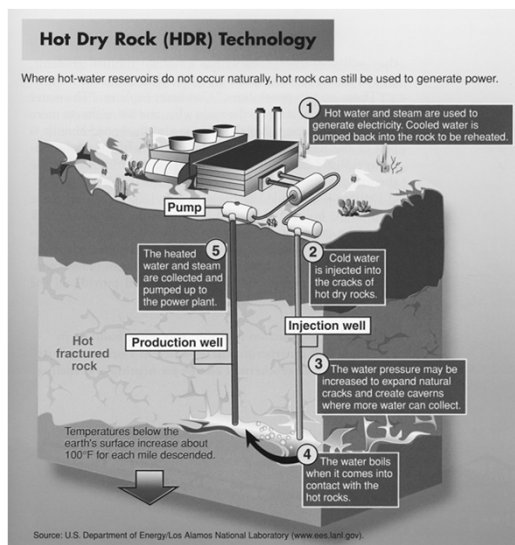 Hot Dry Rock (HDR) Technology
Where hot-water reservoirs do not occur naturally, hot rock can still be used to generate power.
1 Hot water and steam are used to
generate electricity. Cooled water is
pumped back into the rock to be reheated.
Pump
5 The heated
water and steam
are collected and
pumped up to
the power plant.
2 Cold water
is injected into
the cracks of
hot dry rocks.
Injection well
Production well
Hot
fractured
rock
3 The water pressure may be
increased to expand natural
cracks and create caverns
where more water can collect.
Temperatures below the
earth's surface increase about
100°F for each mile descended.
4 The water boils
when it comes into
contact with the
hot rocks.
Source: U.S. Department of Energy/Los Alamos National Laboratory (www.ees.lanl.gov).